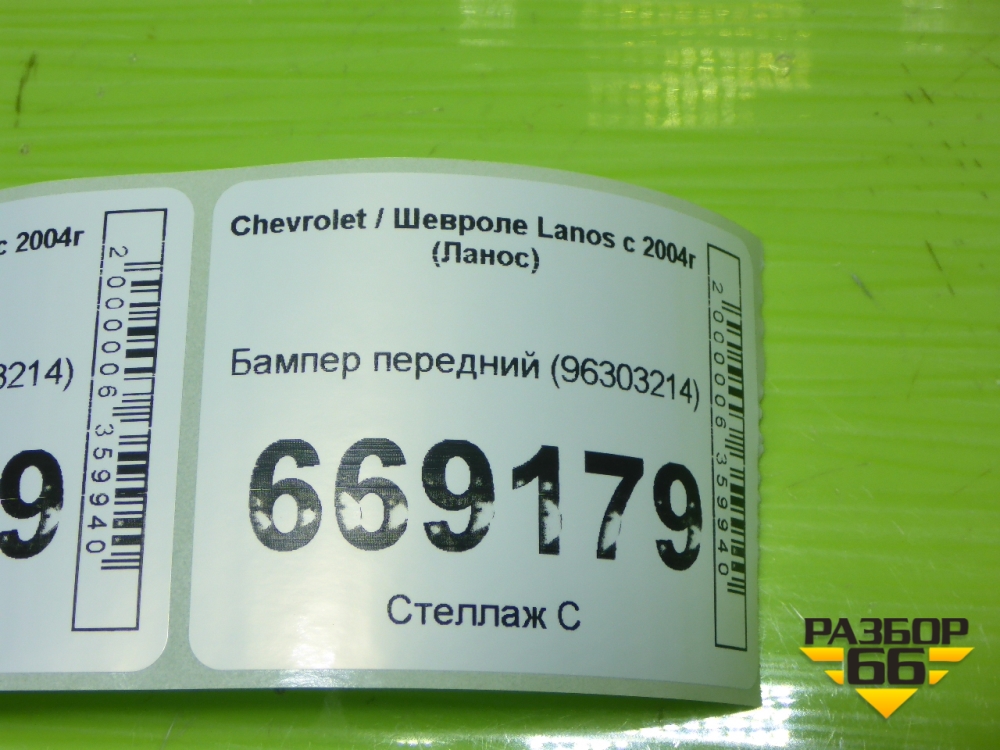 с 2004г
3214)
9
2000006359940
Chevrolet / Шевроле Lanos с 2004г
(Ланос)
Бампер передний (96303214)
669179
Стеллаж С
2000006359940
РАЗБОР
66